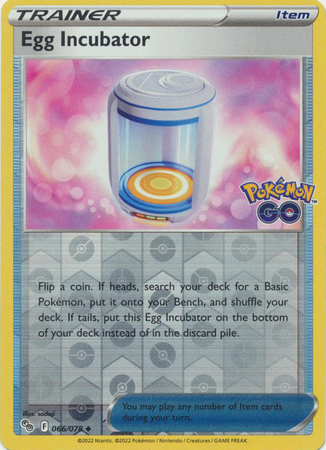 TRAINER Item
Egg Incubator
Pokémon™
GO
Flip a coin. If heads, search your deck for a Basic
Pokémon, put it onto your Bench, and shuffle your
deck. If tails, put this Egg Incubator on the bottom
of your deck instead of in the discard pile.
Illus. sadaji
You may play any number of Item cards
during your turn.
F 066/078
©2022 Niantic ©2022 Pokémon / Nintendo / Creatures / GAME FREAK.